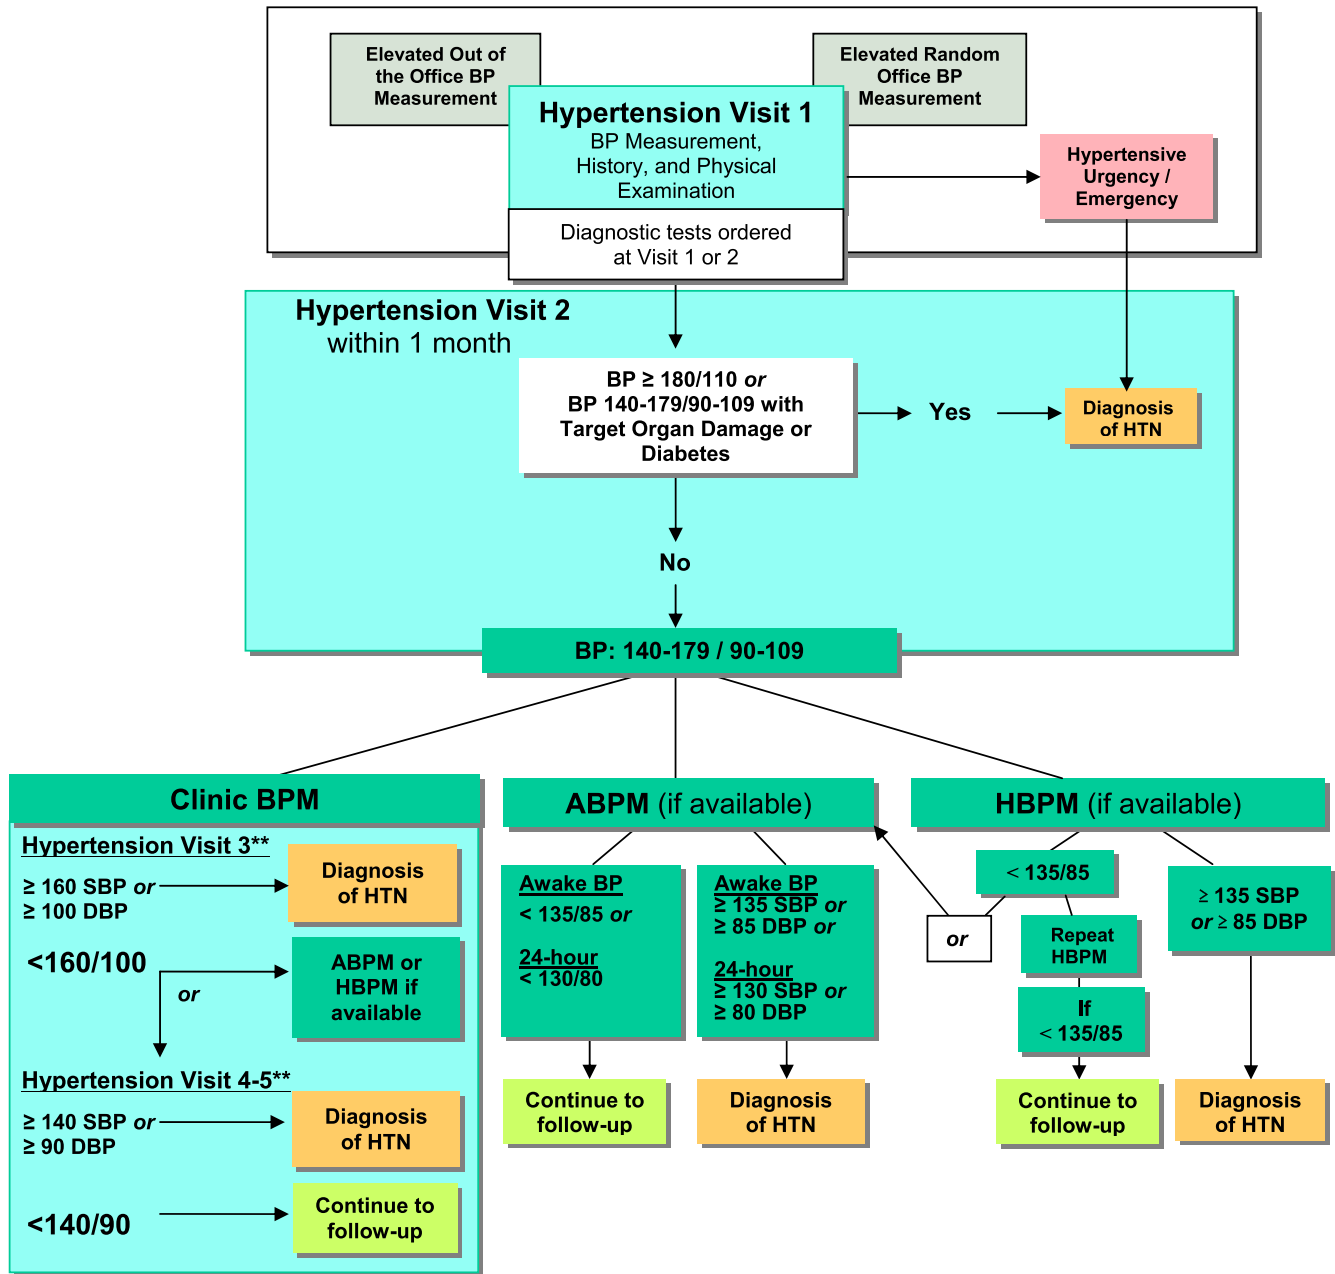 Elevated Out of
the Office BP
Measurement
Elevated Random
Office BP
Measurement
Hypertension Visit 1
BP Measurement,
History, and Physical
Examination
Hypertensive
Urgency /
Emergency
Diagnostic tests ordered
at Visit 1 or 2
Hypertension Visit 2
within 1 month
BP ≥ 180/110 or
BP 140-179/90-109 with
Target Organ Damage or
Diabetes
Yes
Diagnosis
of HTN
No
BP: 140-179 / 90-109
Clinic BPM
Hypertension Visit 3**
≥ 160 SBP or
≥ 100 DBP
Diagnosis
of HTN
<160/100
or
ABPM or
HBPM if
available
Hypertension Visit 4-5**
≥ 140 SBP or
≥ 90 DBP
Diagnosis
of HTN
<140/90
Continue to
follow-up
ABPM (if available)
Awake BP
< 135/85 or
24-hour
< 130/80
Continue to
follow-up
Awake BP
≥ 135 SBP or
≥ 85 DBP or
24-hour
≥ 130 SBP or
≥ 80 DBP
Diagnosis
of HTN
HBPM (if available)
< 135/85
or
Repeat
HBPM
If
< 135/85
Continue to
follow-up
≥ 135 SBP
or ≥ 85 DBP
Diagnosis
of HTN